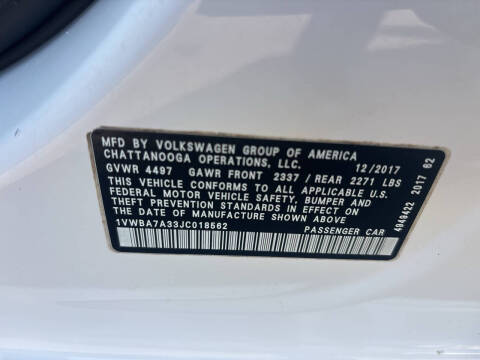 MFD BY VOLKSWAGEN GROUP OF AMERICA
CHATTANOOGA OPERATIONS, LLC. 12/2017
GVWR 4497 GAWR FRONT 2337 / REAR 2271 LBS
THIS VEHICLE CONFORMS TO ALL APPLICABLE U.S.
FEDERAL MOTOR VEHICLE SAFETY, BUMPER AND
THEFT PREVENTION STANDARDS IN EFFECT ON
THE DATE OF MANUFACTURE SHOWN ABOVE.
1VWBA7A33JC018562 PASSENGER CAR
4949422 2017 62